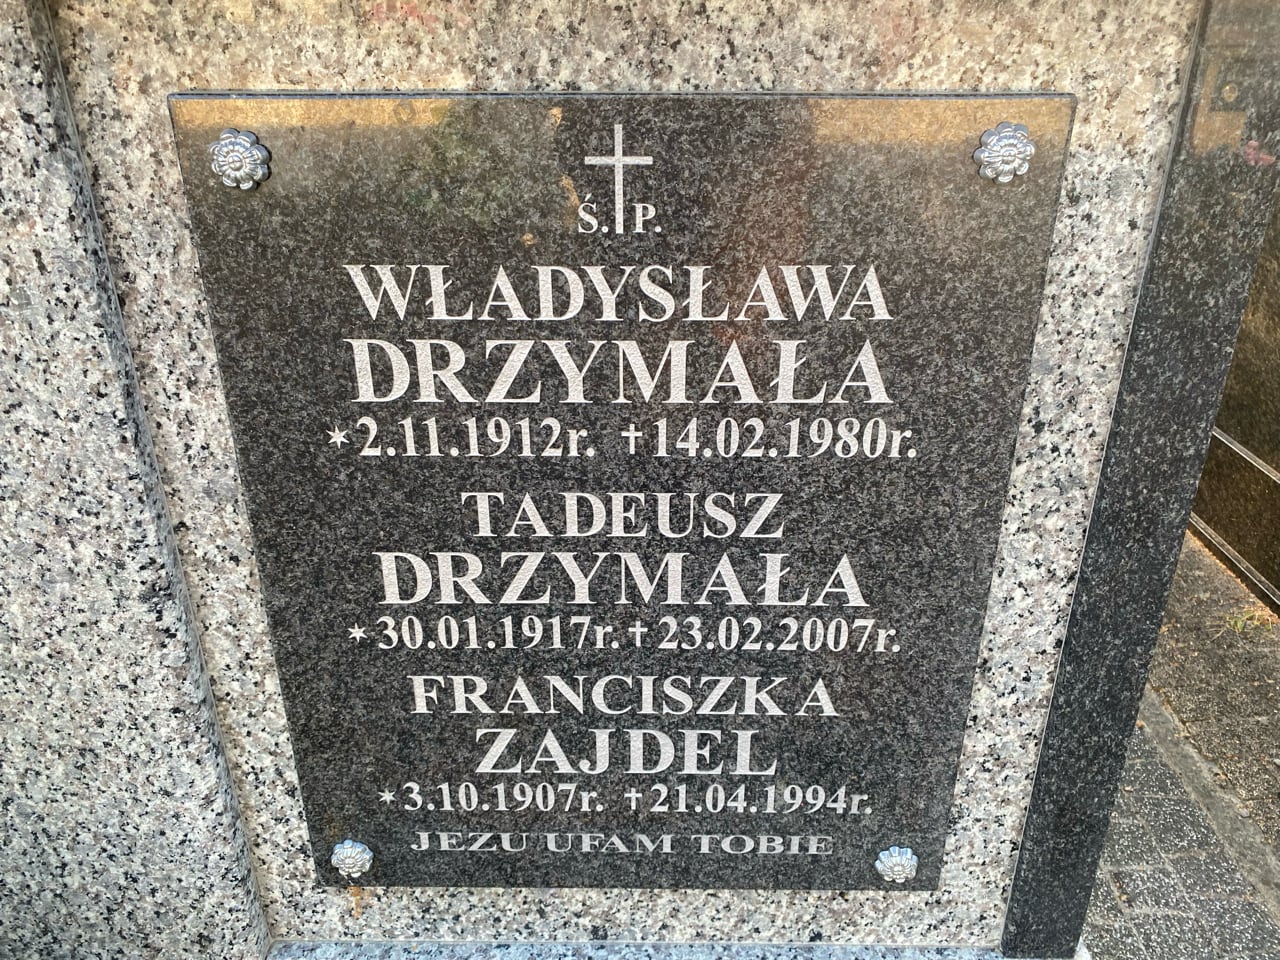 Ś. P.
WŁADYSŁAWA
DRZYMAŁA
*2.11.1912r. +14.02.1980r.
TADEUSZ
DRZYMAŁA
*30.01.1917r. +23.02.2007r.
FRANCISZKA
ZAJDEL
*3.10.1907r. +21.04.1994r.
JEZU UFAM TOBIE